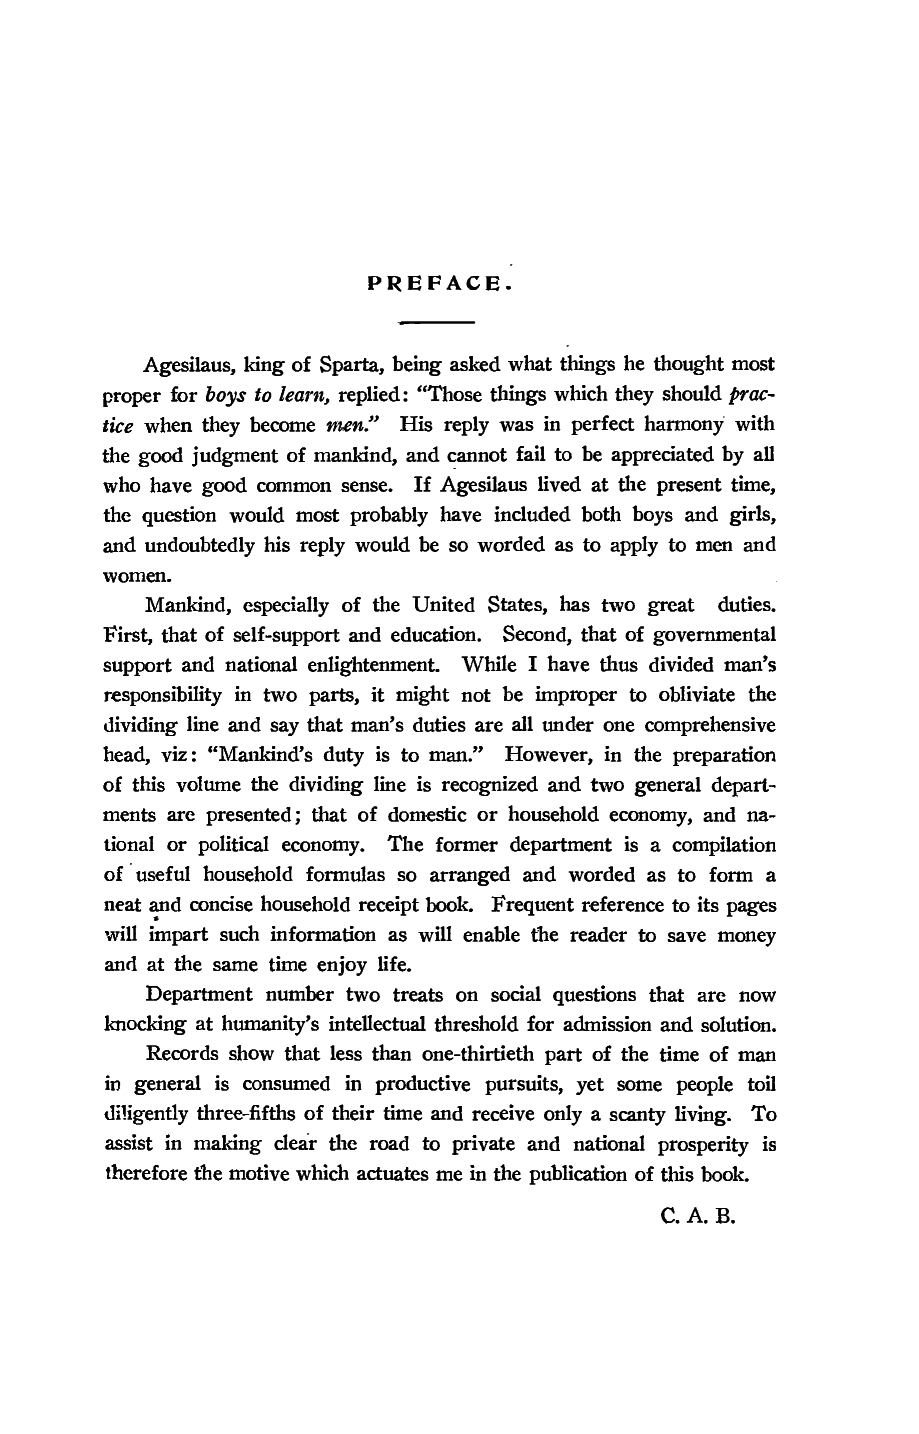 PREFACE.
Agesilaus, king of Sparta, being asked what things he thought most
proper for boys to learn, replied: “Those things which they should prac-
tice when they become men.” His reply was in perfect harmony with
the good judgment of mankind, and cannot fail to be appreciated by all
who have good common sense. If Agesilaus lived at the present time,
the question would most probably have included both boys and girls,
and undoubtedly his reply would be so worded as to apply to men and
women.
Mankind, especially of the United States, has two great duties.
First, that of self-support and education. Second, that of governmental
support and national enlightenment. While I have thus divided man’s
responsibility in two parts, it might not be improper to obliviate the
dividing line and say that man’s duties are all under one comprehensive
head, viz: “Mankind’s duty is to man.” However, in the preparation
of this volume the dividing line is recognized and two general depart-
ments are presented; that of domestic or household economy, and na-
tional or political economy. The former department is a compilation
of useful household formulas so arranged and worded as to form a
neat and concise household receipt book. Frequent reference to its pages
will impart such information as will enable the reader to save money
and at the same time enjoy life.
Department number two treats on social questions that are now
knocking at humanity’s intellectual threshold for admission and solution.
Records show that less than one-thirtieth part of the time of man
in general is consumed in productive pursuits, yet some people toil
diligently three-fifths of their time and receive only a scanty living. To
assist in making clear the road to private and national prosperity is
therefore the motive which actuates me in the publication of this book.
C. A. B.